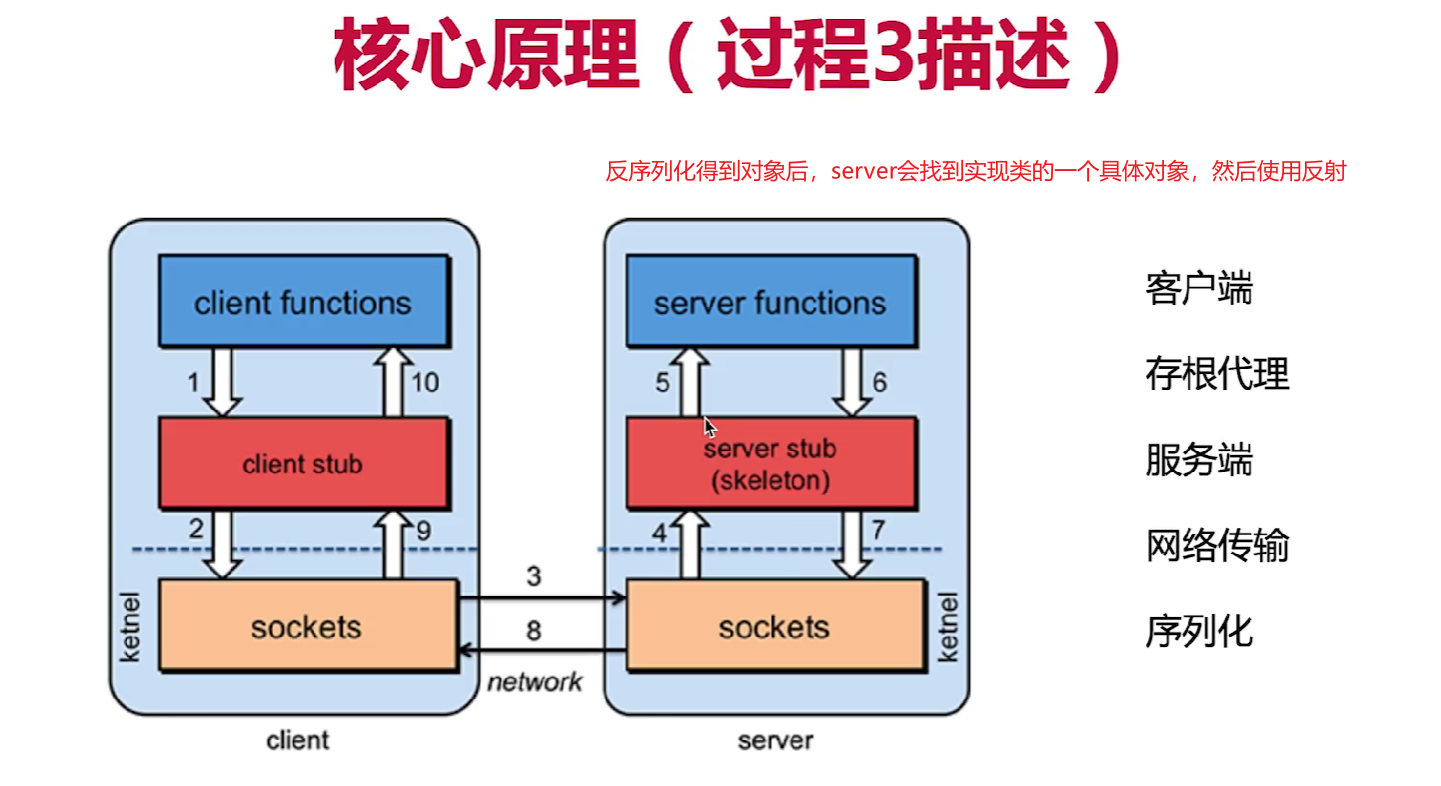 核心原理（过程3描述）
反序列化得到对象后，server会找到实现类的一个具体对象，然后使用反射
client functions
1
10
client stub
2
9
sockets
ketnel
client
3
8
network
server functions
5
6
server stub
(skeleton)
4
7
sockets
ketnel
server
客户端
存根代理
服务端
网络传输
序列化